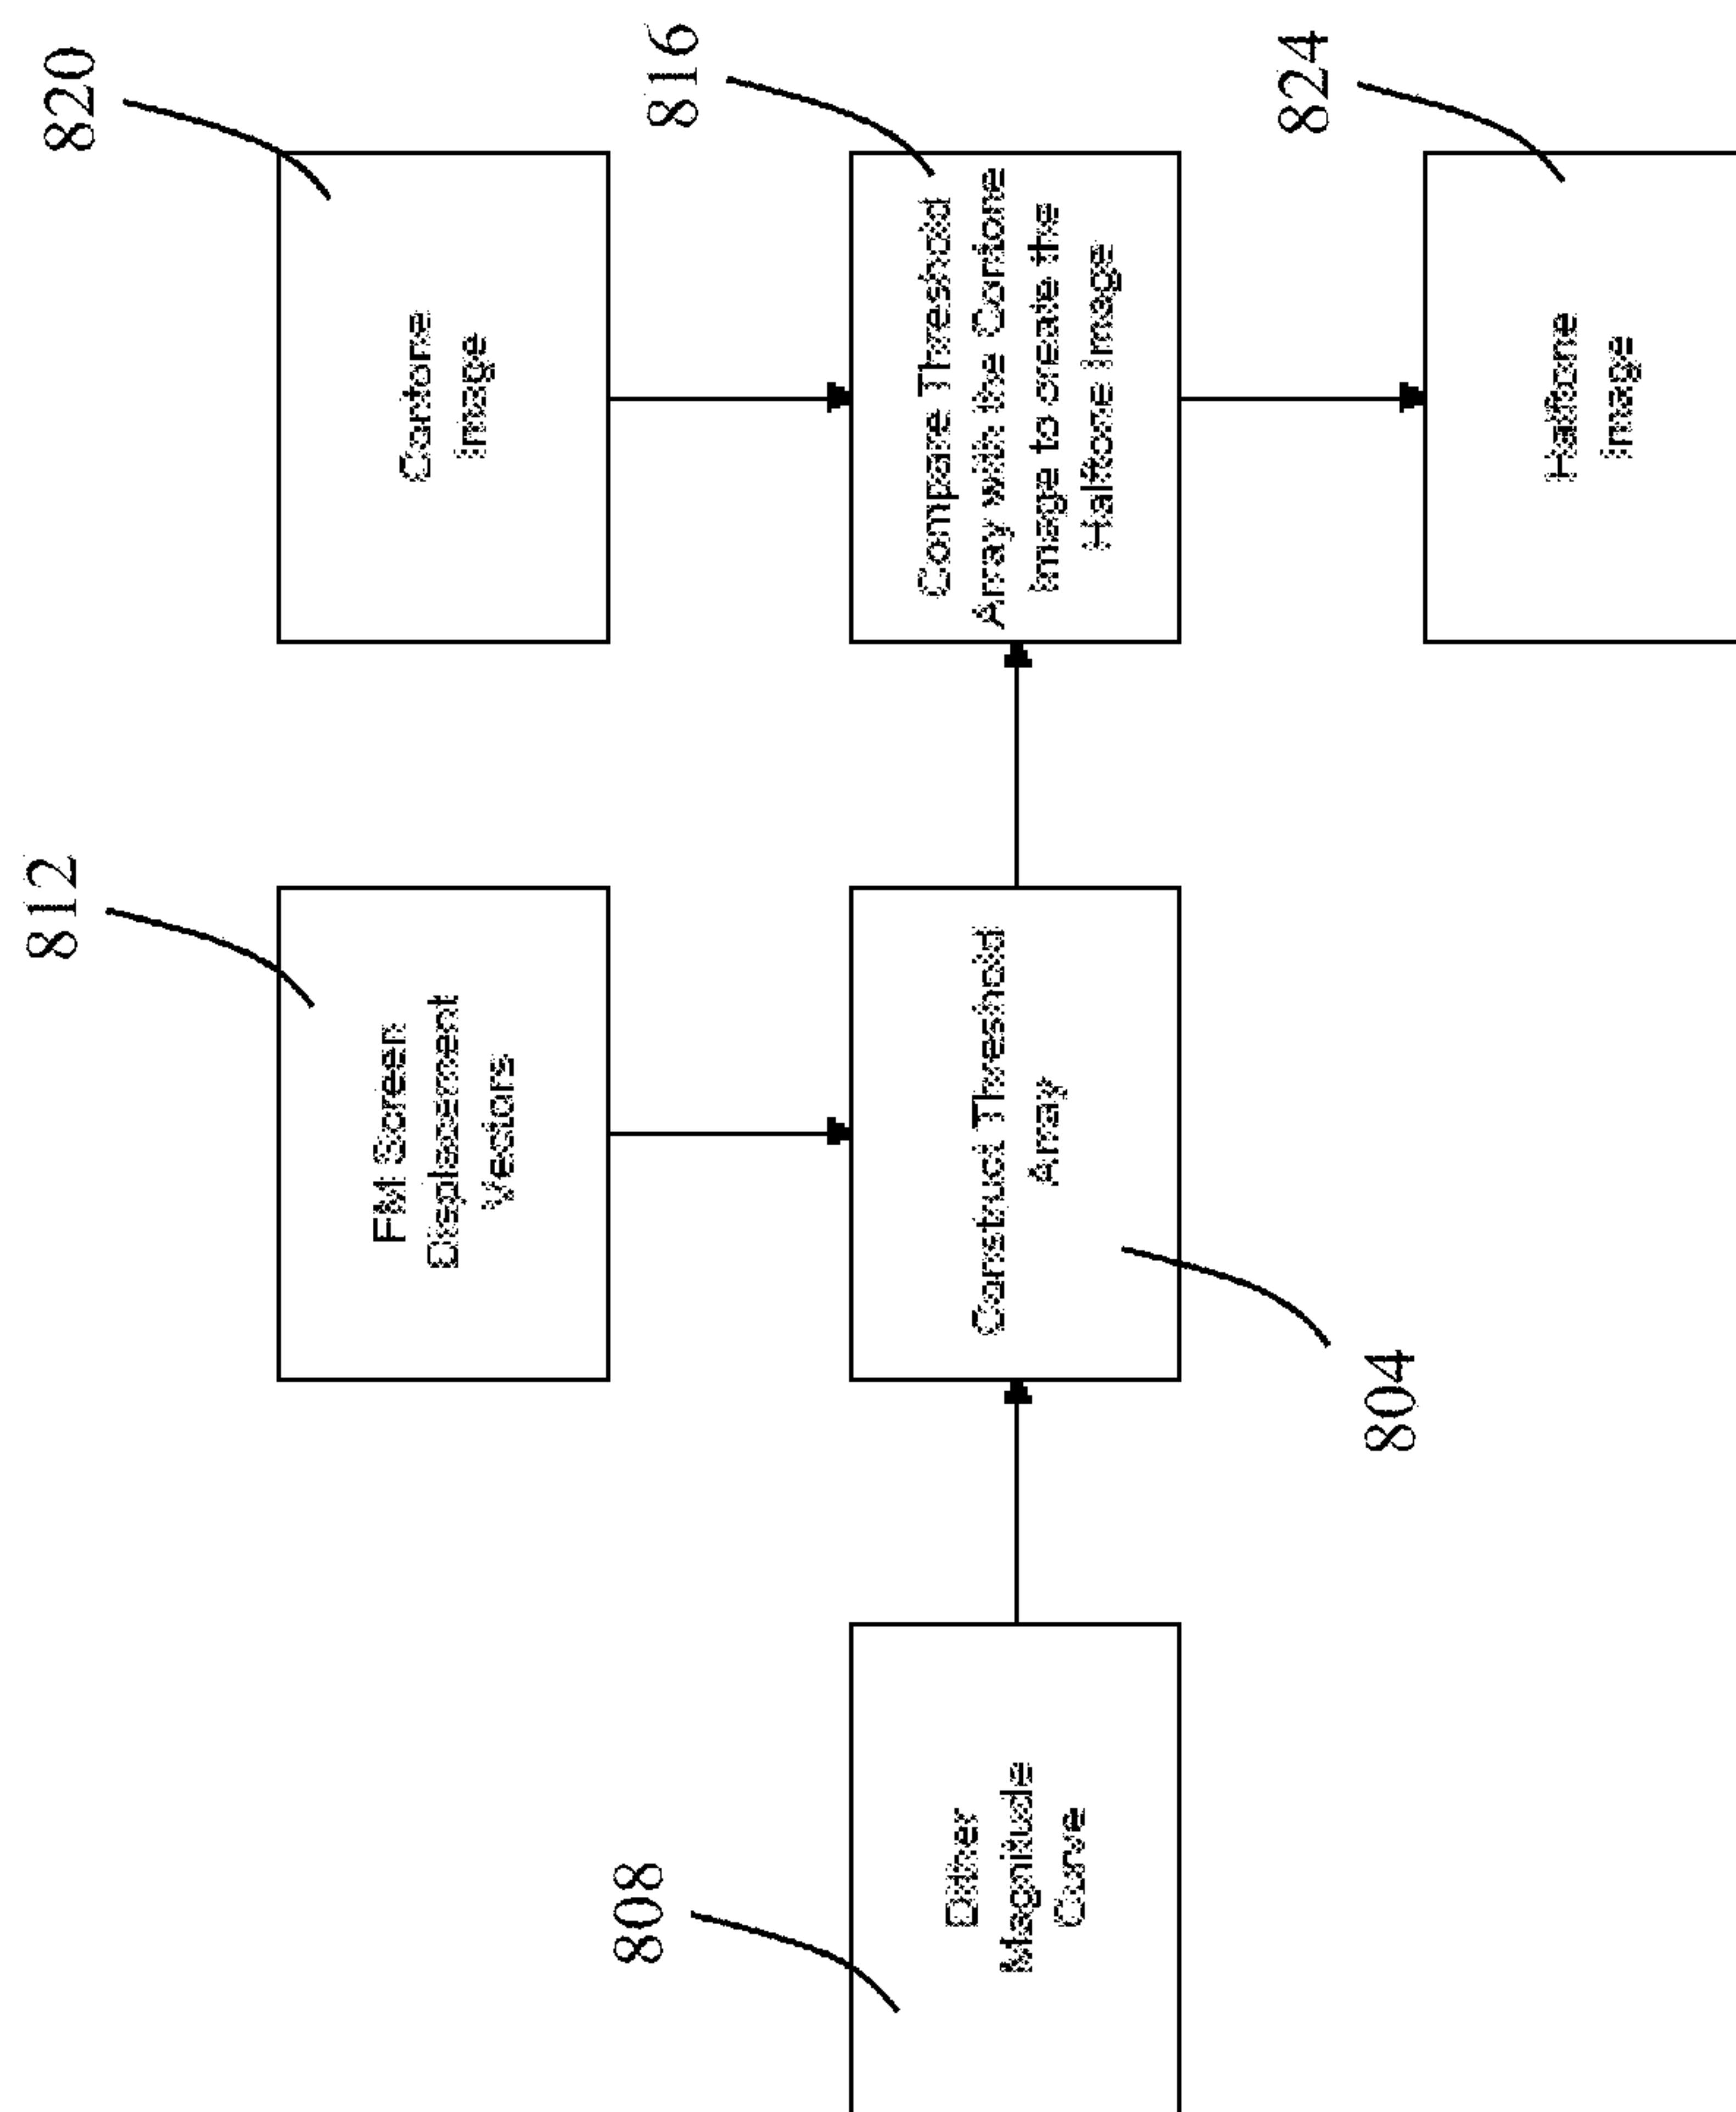 812
FM Screen
Displacement
Vectors
820
Contone
Image
808
Dither
Magnitude
Curve
Construct Threshold
Array
804
816
Compare Threshold
Array with the Contone
Image to create the
Halftone Image
824
Halftone
Image